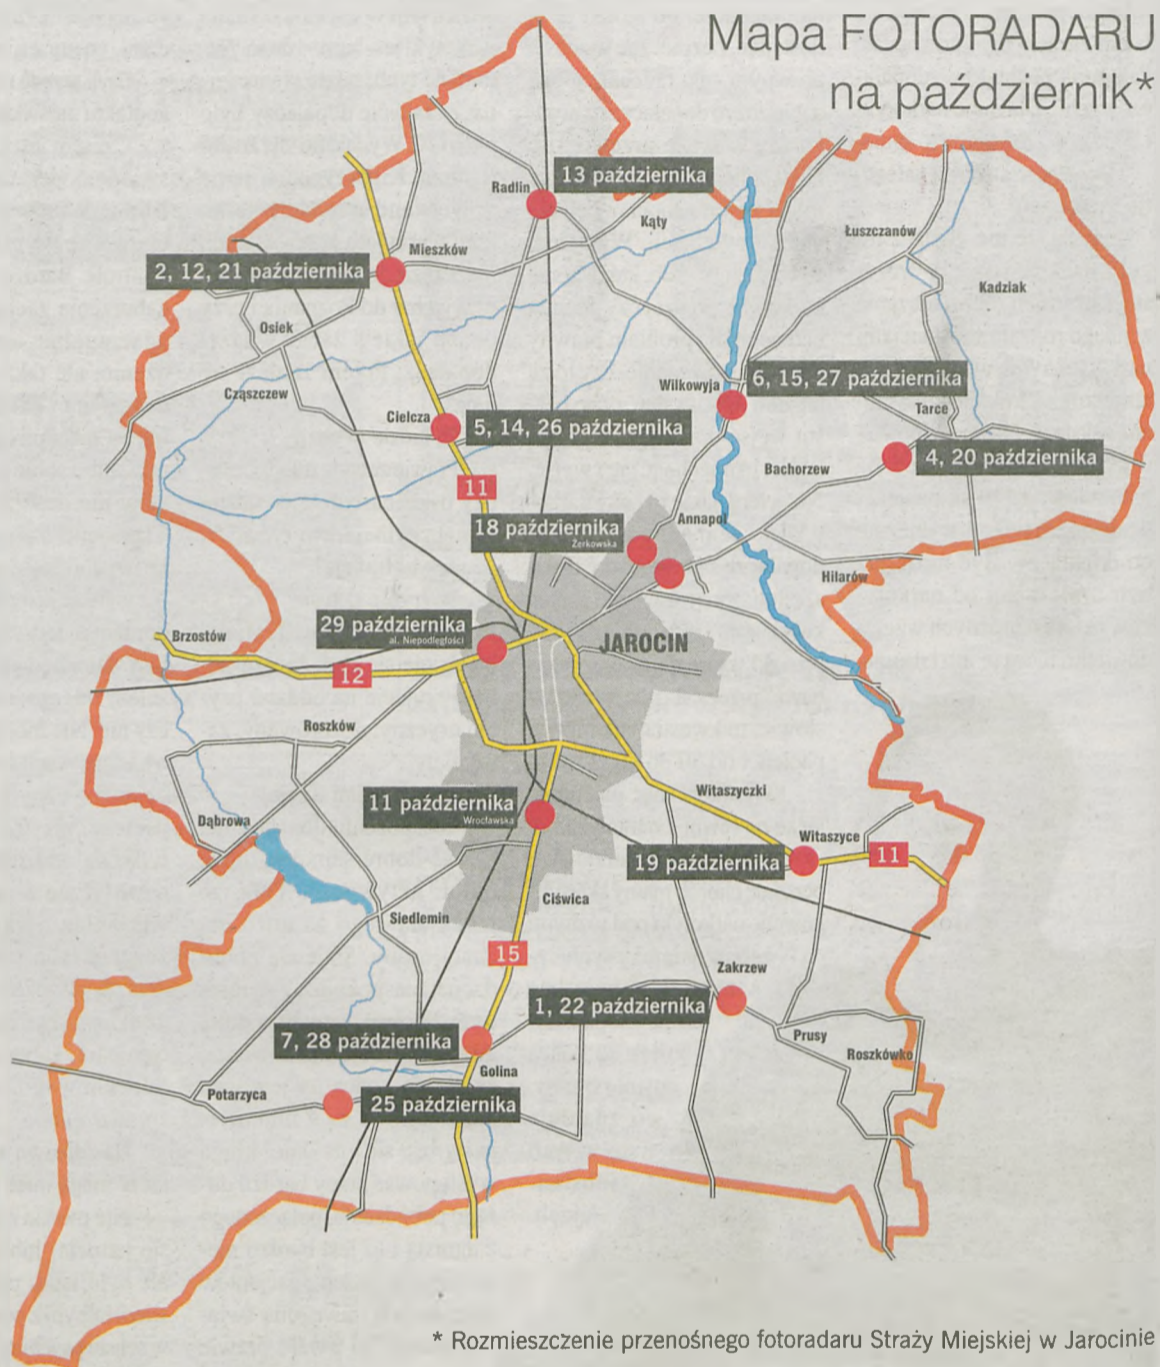 Mapa FOTORADARU
na październik*
13 października
Radlin
Kąty
Mieszków
2, 12, 21 października
Łuszczanów
Kadziak
Osiek
Cząszczew
Cielcza
5, 14, 26 października
Wilkowyja
6, 15, 27 października
Tarce
4, 20 października
Bachorzew
11
18 października
Żerkowska
Annapol
Hilarów
29 października
al. Niepodległości
JAROCIN
Brzostów
12
Roszków
11 października
Wrocławska
Dąbrowa
Witaszyczki
Witaszyce
19 października
11
Ciświca
Siedlemin
15
Zakrzew
1, 22 października
7, 28 października
Prusy
Roszkówko
Golina
Potarzyca
25 października
* Rozmieszczenie przenośnego fotoradaru Straży Miejskiej w Jarocinie